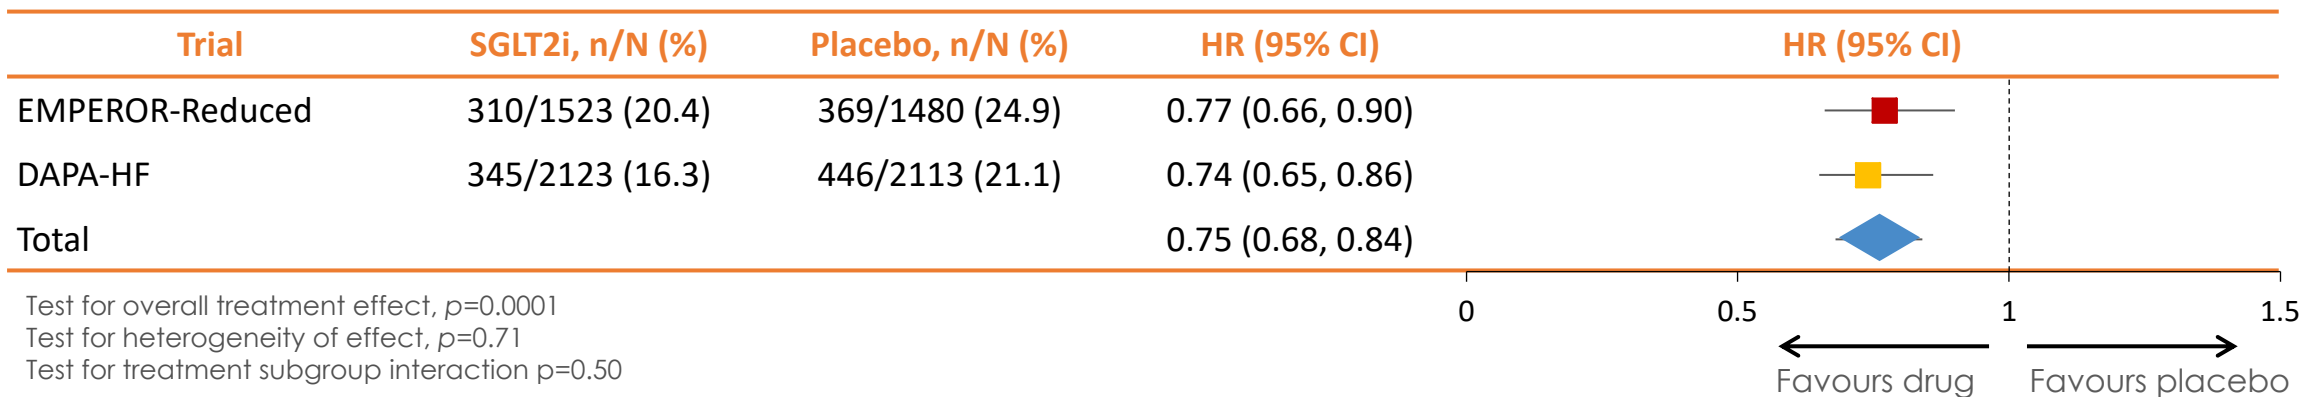 Trial SGLT2i, n/N (%) Placebo, n/N (%) HR (95% CI) HR (95% CI)
EMPEROR-Reduced 310/1523 (20.4) 369/1480 (24.9) 0.77 (0.66, 0.90)
DAPA-HF 345/2123 (16.3) 446/2113 (21.1) 0.74 (0.65, 0.86)
Total 0.75 (0.68, 0.84)
0 0.5 1 1.5
Test for overall treatment effect, p=0.0001
Test for heterogeneity of effect, p=0.71
Test for treatment subgroup interaction p=0.50
Favours drug Favours placebo